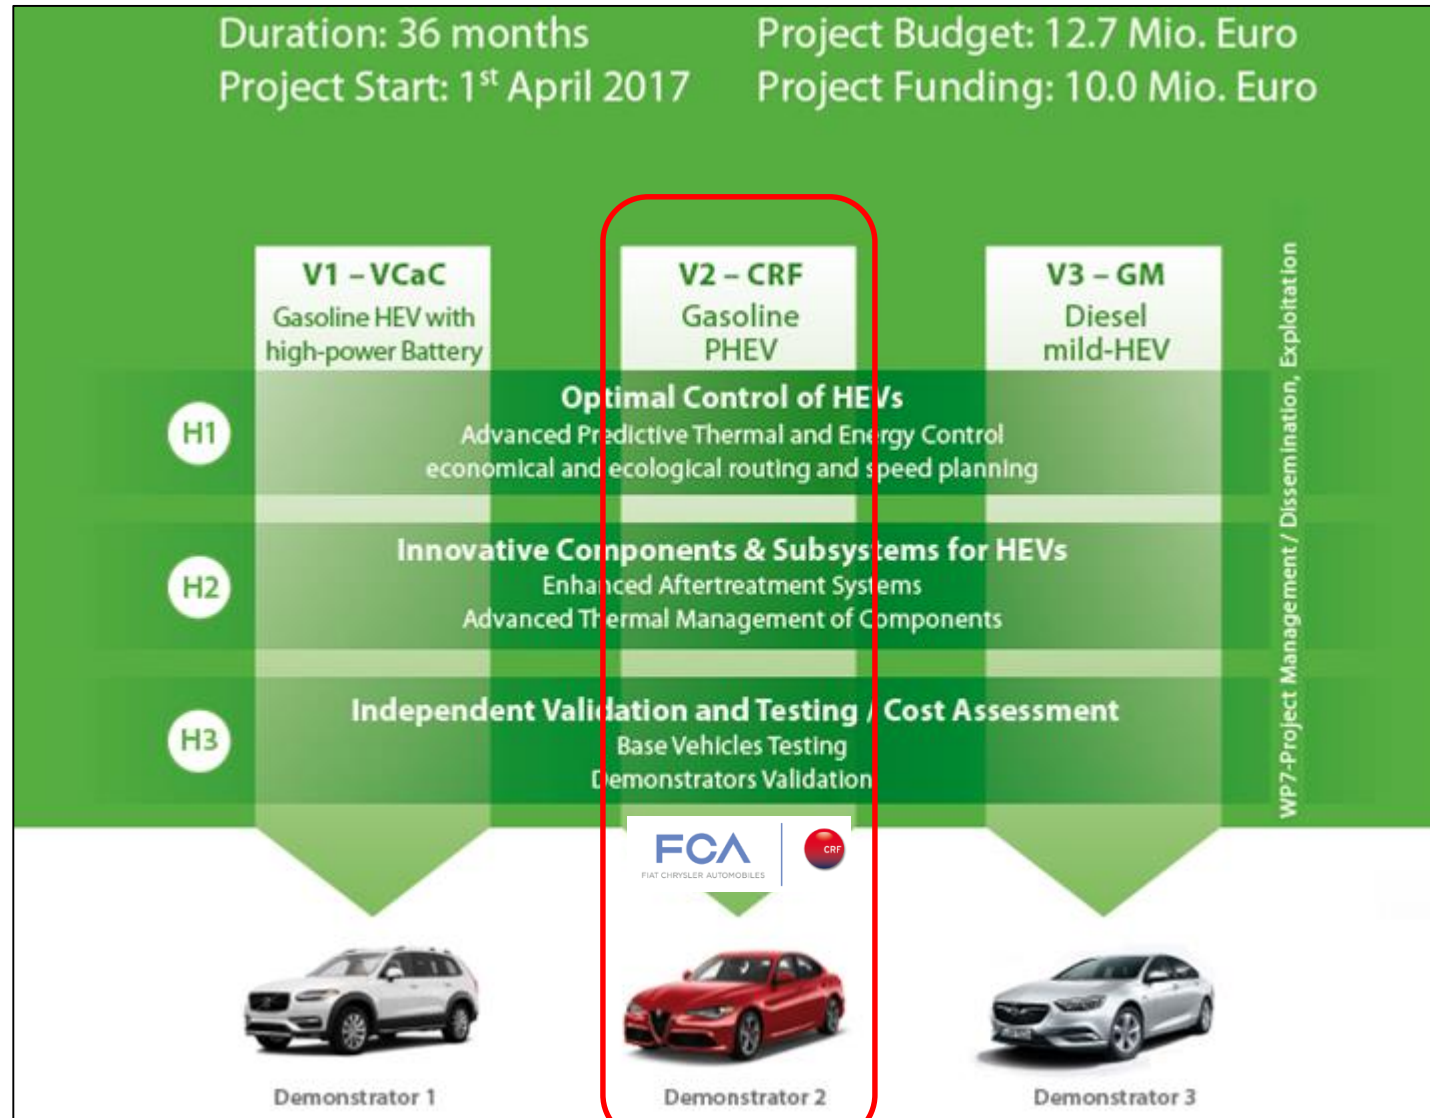 Duration: 36 months
Project Start: 1st April 2017
Project Budget: 12.7 Mio. Euro
Project Funding: 10.0 Mio. Euro
V1 – VCaC
Gasoline HEV with
high-power Battery
V2 – CRF
Gasoline
PHEV
V3 – GM
Diesel
mild-HEV
H1
Optimal Control of HEVs
Advanced Predictive Thermal and Energy Control
economical and ecological routing and speed planning
H2
Innovative Components & Subsystems for HEVs
Enhanced Aftertreatment Systems
Advanced Thermal Management of Components
H3
Independent Validation and Testing / Cost Assessment
Base Vehicles Testing
Demonstrators Validation
WP7-Project Management / Dissemination, Exploitation
FCA
FIAT CHRYSLER AUTOMOBILES
CRF
Demonstrator 1
Demonstrator 2
Demonstrator 3